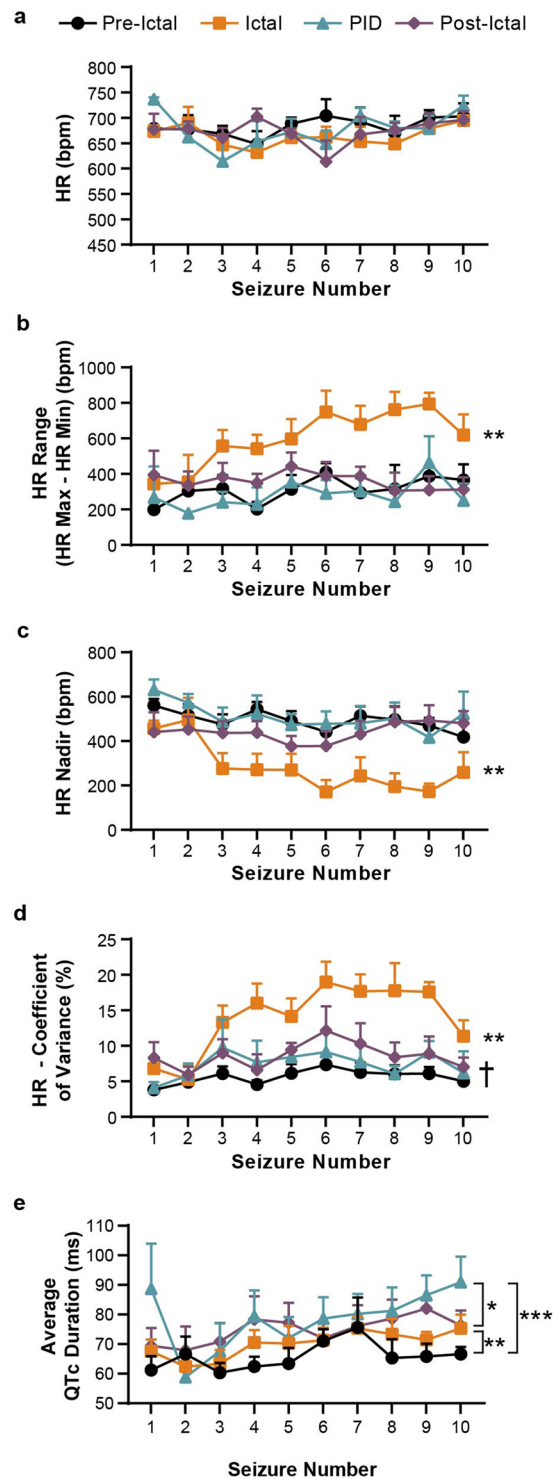 a
Pre-Ictal Ictal PID Post-Ictal
HR (bpm)
800
750
700
650
600
550
500
450
1 2 3 4 5 6 7 8 9 10
Seizure Number
b
HR Range
(HR Max - HR Min) (bpm)
1000
800
600
400
200
0
**
1 2 3 4 5 6 7 8 9 10
Seizure Number
c
HR Nadir (bpm)
800
600
400
200
0
**
1 2 3 4 5 6 7 8 9 10
Seizure Number
d
HR - Coefficient
of Variance (%)
25
20
15
10
5
0
**
†
1 2 3 4 5 6 7 8 9 10
Seizure Number
e
Average
QTc Duration (ms)
110
100
90
80
70
60
50
*
***
**
1 2 3 4 5 6 7 8 9 10
Seizure Number